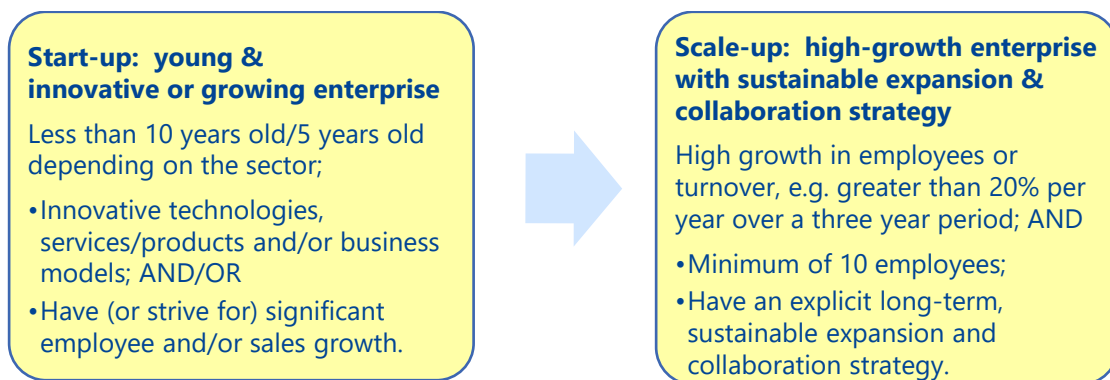 Start-up:  young &
innovative or growing enterprise
Less than 10 years old/5 years old
depending on the sector;
•Innovative technologies,
services/products and/or business
models; AND/OR
•Have (or strive for) significant
employee and/or sales growth.
Scale-up:  high-growth enterprise
with sustainable expansion &
collaboration strategy
High growth in employees or
turnover, e.g. greater than 20% per
year over a three year period; AND
•Minimum of 10 employees;
•Have an explicit long-term,
sustainable expansion and
collaboration strategy.